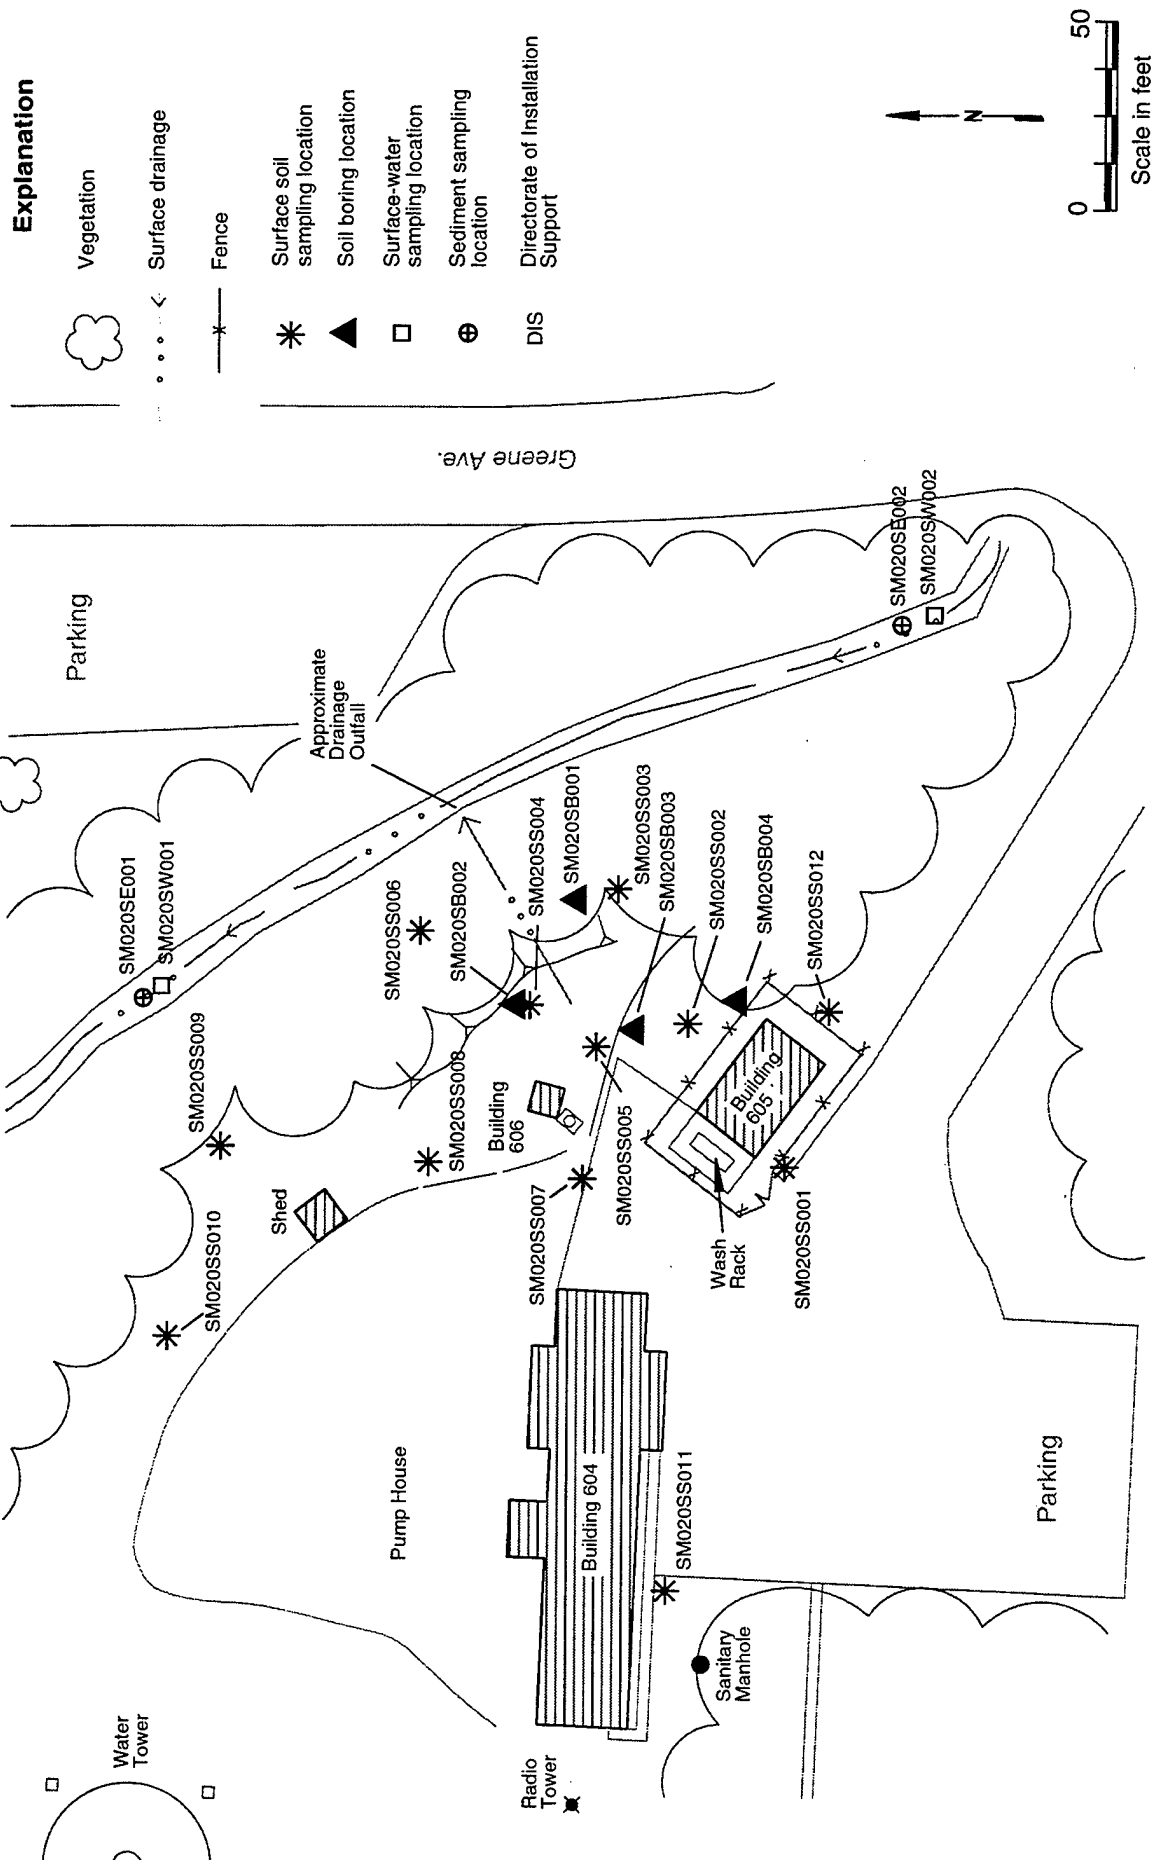 Explanation
Vegetation
Surface drainage
Fence
Surface soil
sampling location
Soil boring location
Surface-water
sampling location
Sediment sampling
location
DIS
Directorate of Installation
Support
N
0
50
Scale in feet
Greene Ave.
Parking
Approximate
Drainage
Outfall
SM020SE001
SM020SW001
SM020SE002
SM020SW002
SM020SS009
SM020SS010
SM020SS006
SM020SB002
SM020SS004
SM020SB001
SM020SS003
SM020SB003
SM020SS002
SM020SB004
SM020SS012
SM020SS008
Building
606
Shed
SM020SS007
SM020SS005
Building
605
Wash
Rack
SM020SS001
Pump House
Building 604
SM020SS011
Parking
Sanitary
Manhole
Water
Tower
Radio
Tower